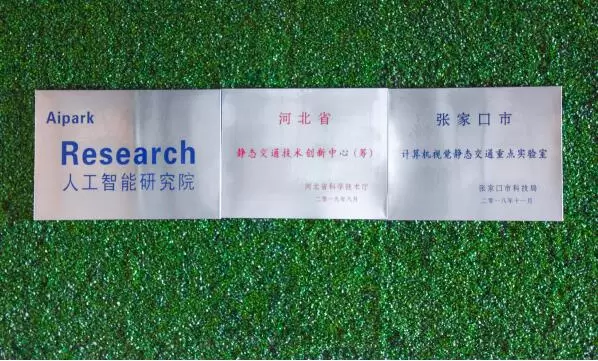 Aipark
Research
人工智能研究院
河北省
静态交通技术创新中心(筹)
河北省科学技术厅
二零一九年八月
张家口市
计算机视觉静态交通重点实验室
张家口市科技局
二零一八年十一月